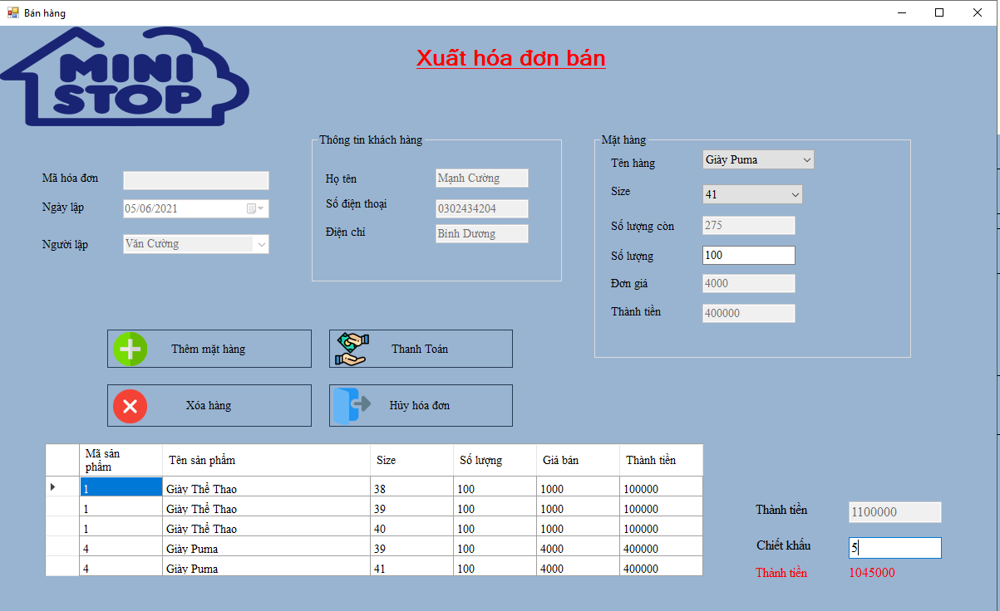 Bán hàng
MINI
STOP
Xuất hóa đơn bán
Mã hóa đơn
Ngày lập
05/06/2021
Người lập
Văn Cường
Thông tin khách hàng
Họ tên
Mạnh Cường
Số điện thoại
0302434204
Điện chỉ
Bình Dương
Mặt hàng
Tên hàng
Giày Puma
Size
41
Số lượng còn
275
Số lượng
100
Đơn giá
4000
Thành tiền
400000
Thêm mặt hàng
Thanh Toán
Xóa hàng
Hủy hóa đơn
Mã sản
phẩm
Tên sản phẩm Size Số lượng Giá bán Thành tiền
1 Giày Thể Thao 38 100 1000 100000
1 Giày Thể Thao 39 100 1000 100000
1 Giày Thể Thao 40 100 1000 100000
4 Giày Puma 39 100 4000 400000
4 Giày Puma 41 100 4000 400000
Thành tiền
1100000
Chiết khấu
5
Thành tiền
1045000